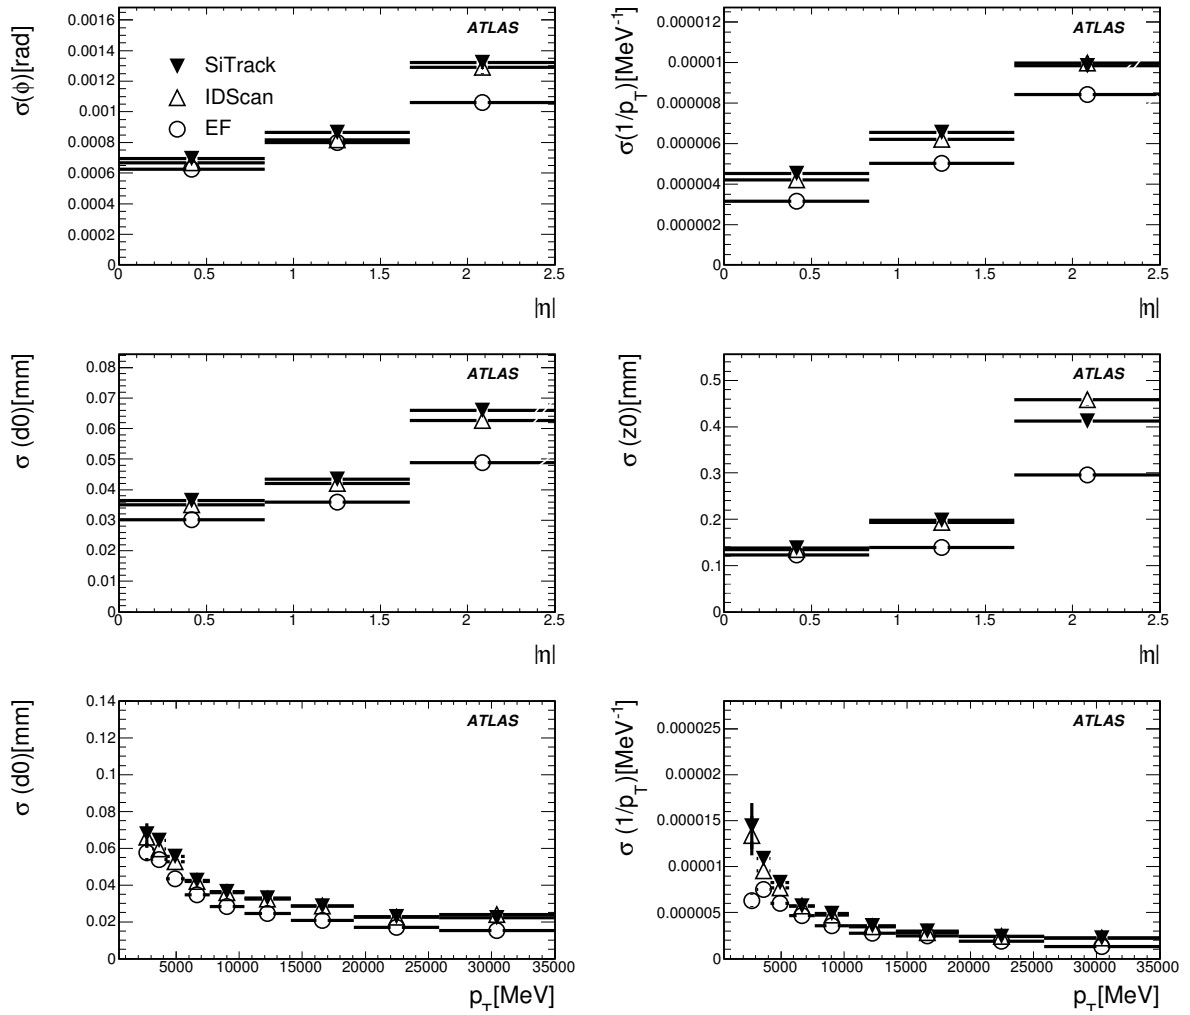 σ(φ)[rad]
0.0016
0.0014
0.0012
0.001
0.0008
0.0006
0.0004
0.0002
0
ATLAS
SiTrack
IDScan
EF
0 0.5 1 1.5 2 2.5
|η|
σ(1/p_T)[MeV⁻¹]
0.000012
0.00001
0.000008
0.000006
0.000004
0.000002
0
ATLAS
0 0.5 1 1.5 2 2.5
|η|
σ (d0)[mm]
0.08
0.07
0.06
0.05
0.04
0.03
0.02
0.01
0
ATLAS
0 0.5 1 1.5 2 2.5
|η|
σ (z0)[mm]
0.5
0.4
0.3
0.2
0.1
0
ATLAS
0 0.5 1 1.5 2 2.5
|η|
σ (d0)[mm]
0.14
0.12
0.1
0.08
0.06
0.04
0.02
0
ATLAS
5000 10000 15000 20000 25000 30000 35000
p_T[MeV]
σ (1/p_T)[MeV⁻¹]
0.000025
0.00002
0.000015
0.00001
0.000005
0
ATLAS
5000 10000 15000 20000 25000 30000 35000
p_T[MeV]